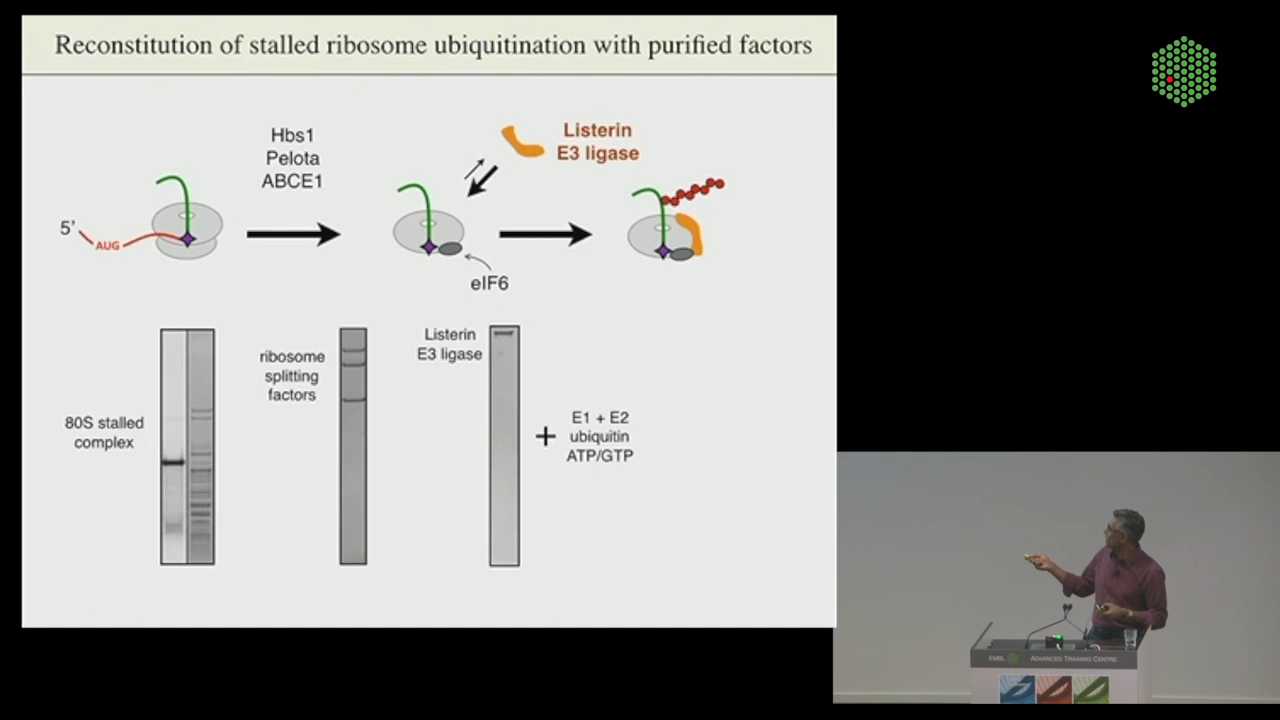 Reconstitution of stalled ribosome ubiquitination with purified factors
Hbs1
Pelota
ABCE1
Listerin
E3 ligase
5'
AUG
eIF6
80S stalled
complex
ribosome
splitting
factors
Listerin
E3 ligase
+
E1 + E2
ubiquitin
ATP/GTP
EMBL ADVANCED TRAINING CENTRE